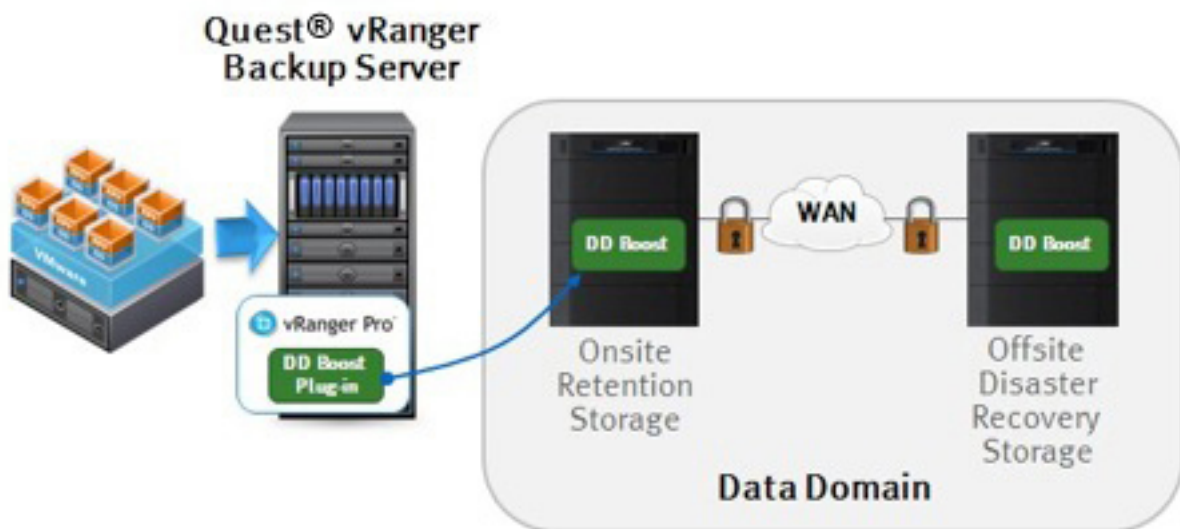 Quest® vRanger
Backup Server
VMware
vRanger Pro™
DD Boost
Plug-in
DD Boost
Onsite
Retention
Storage
WAN
DD Boost
Offsite
Disaster
Recovery
Storage
Data Domain